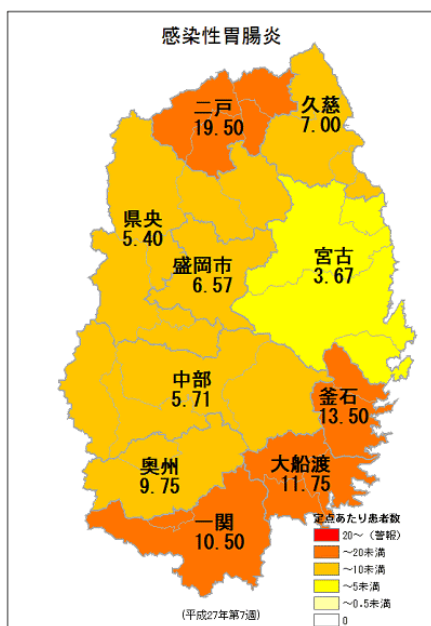 感染性胃腸炎
二戸
19.50
久慈
7.00
県央
5.40
盛岡市
6.57
宮古
3.67
中部
5.71
釜石
13.50
奥州
9.75
大船渡
11.75
一関
10.50
定点あたり患者数
20～（警報）
～20未満
～10未満
～5未満
～0.5未満
0
(平成27年第7週)